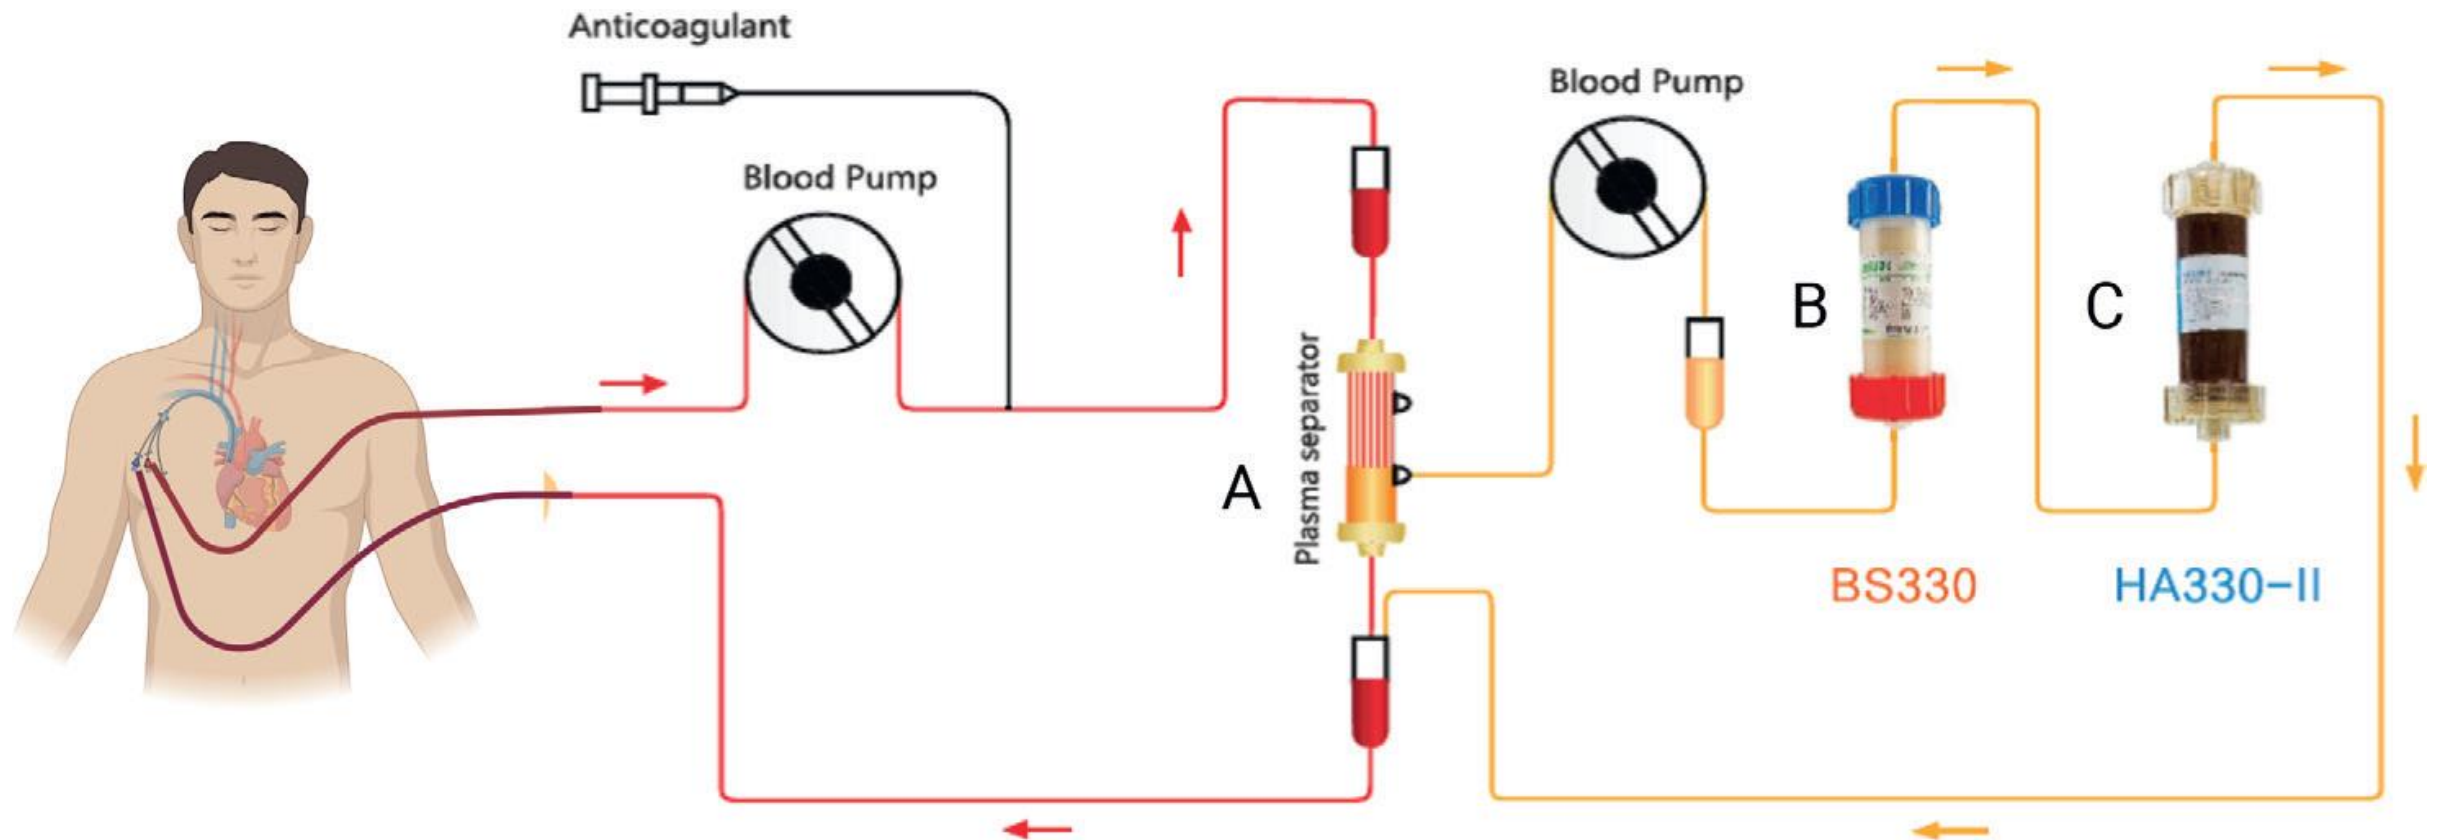 Anticoagulant
Blood Pump
Blood Pump
Plasma separator
A
B
C
BS330
HA330-II